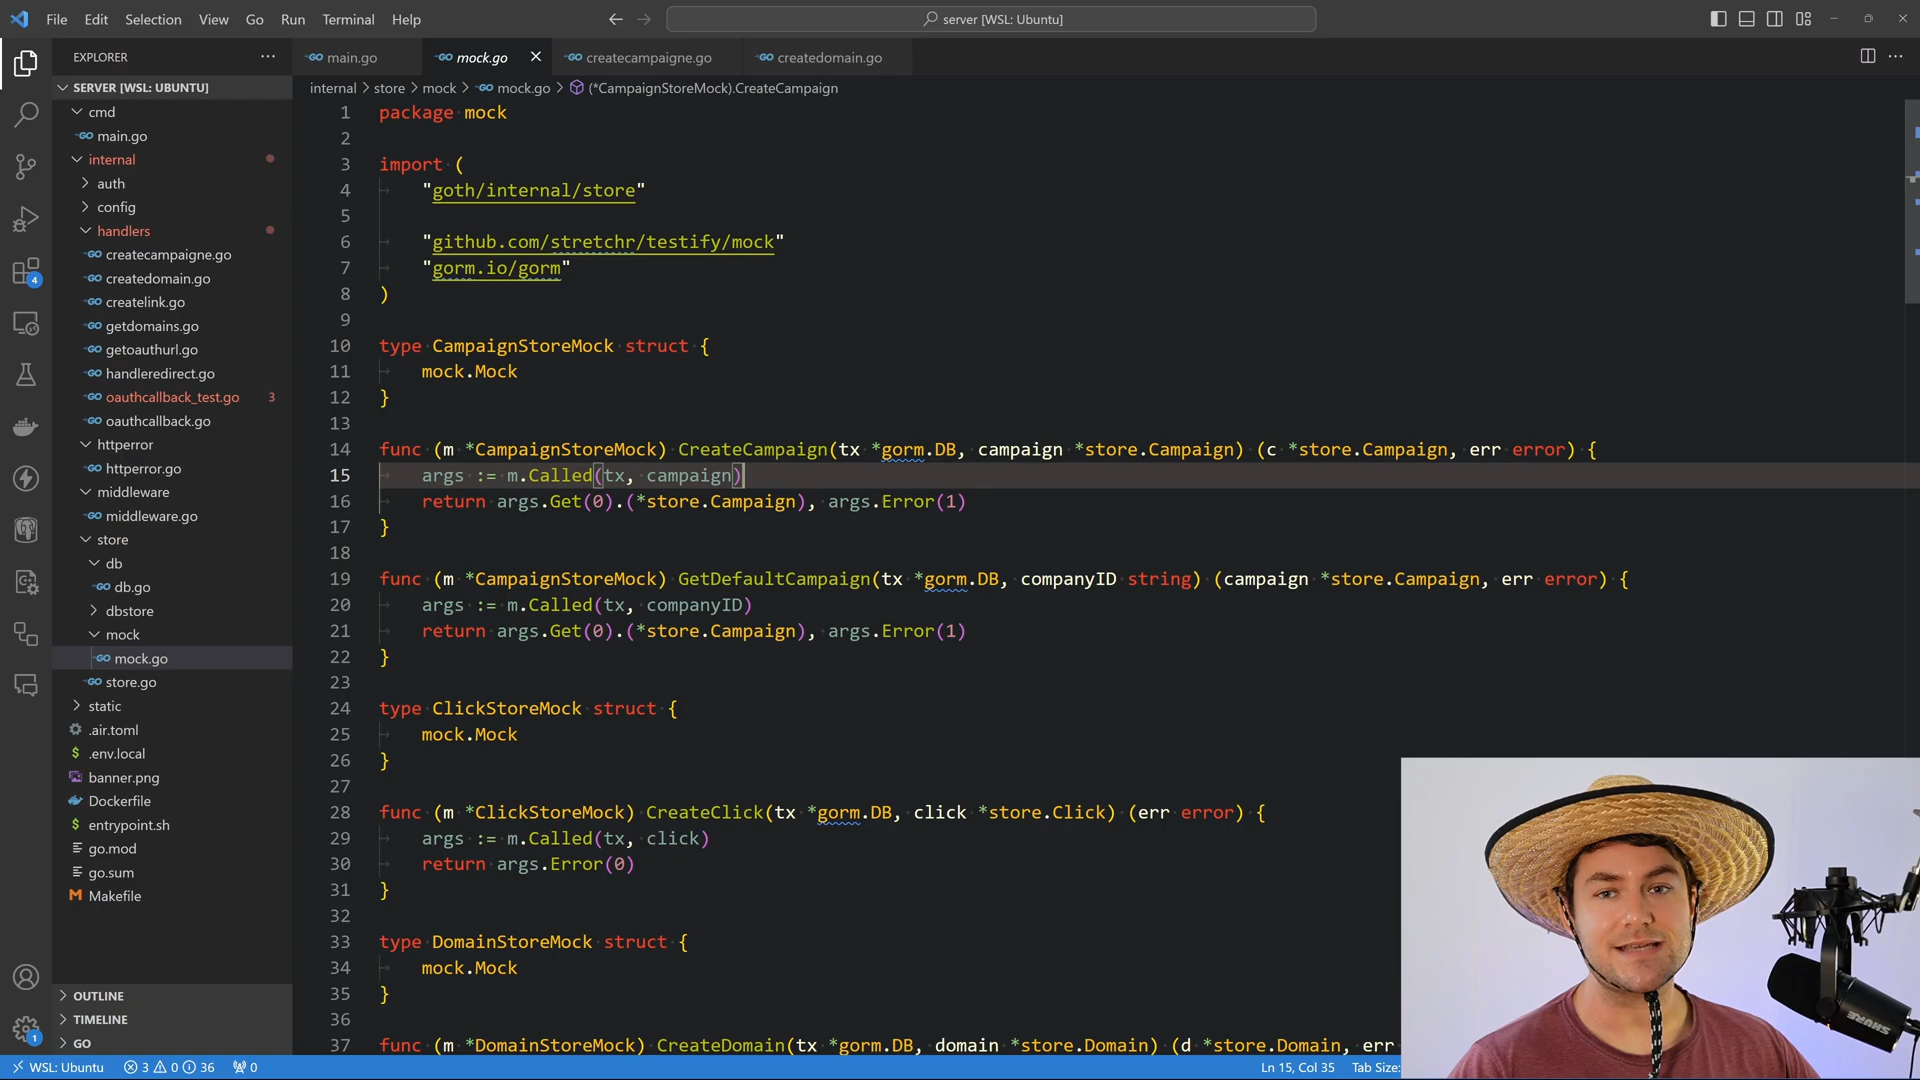 File Edit Selection View Go Run Terminal Help
server [WSL: Ubuntu]
EXPLORER
SERVER [WSL: UBUNTU]
cmd
main.go
internal
auth
config
handlers
createcampaigne.go
createdomain.go
createlink.go
getdomains.go
getoauthurl.go
handleredirect.go
oauthcallback_test.go 3
oauthcallback.go
httperror
httperror.go
middleware
middleware.go
store
db
db.go
dbstore
mock
mock.go
store.go
static
.air.toml
.env.local
banner.png
Dockerfile
entrypoint.sh
go.mod
go.sum
Makefile
OUTLINE
TIMELINE
GO
4
1
main.go mock.go createcampaigne.go createdomain.go
internal > store > mock > mock.go > (*CampaignStoreMock).CreateCampaign
1 package mock
2
3 import (
4 "goth/internal/store"
5
6 "github.com/stretchr/testify/mock"
7 "gorm.io/gorm"
8 )
9
10 type CampaignStoreMock struct {
11 mock.Mock
12 }
13
14 func (m *CampaignStoreMock) CreateCampaign(tx *gorm.DB, campaign *store.Campaign) (c *store.Campaign, err error) {
15 args := m.Called(tx, campaign)
16 return args.Get(0).(*store.Campaign), args.Error(1)
17 }
18
19 func (m *CampaignStoreMock) GetDefaultCampaign(tx *gorm.DB, companyID string) (campaign *store.Campaign, err error) {
20 args := m.Called(tx, companyID)
21 return args.Get(0).(*store.Campaign), args.Error(1)
22 }
23
24 type ClickStoreMock struct {
25 mock.Mock
26 }
27
28 func (m *ClickStoreMock) CreateClick(tx *gorm.DB, click *store.Click) (err error) {
29 args := m.Called(tx, click)
30 return args.Error(0)
31 }
32
33 type DomainStoreMock struct {
34 mock.Mock
35 }
36
37 func (m *DomainStoreMock) CreateDomain(tx *gorm.DB, domain *store.Domain) (d *store.Domain, err
SHURE
WSL: Ubuntu 3 0 36 0 Ln 15, Col 35 Tab Size: